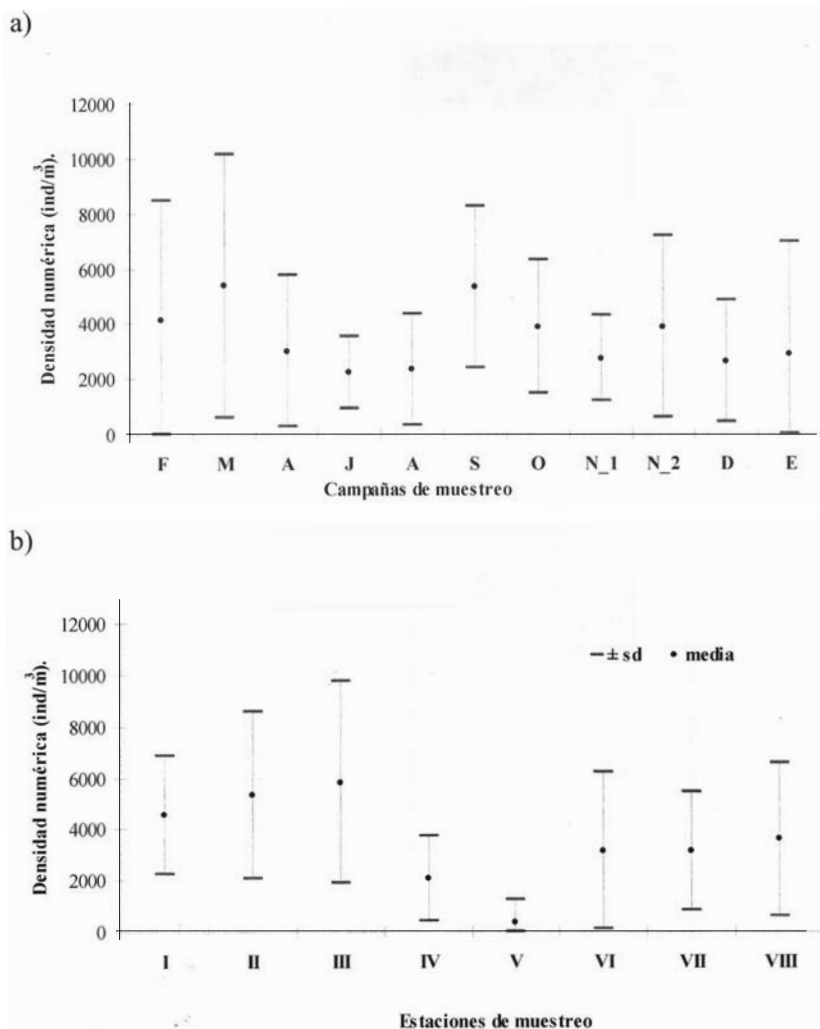 a)
Densidad numérica (ind/m³).
12000
10000
8000
6000
4000
2000
0
F M A J A S O N_1 N_2 D E
Campañas de muestreo
b)
Densidad numérica (ind/m³).
12000
10000
8000
6000
4000
2000
0
± sd media
I II III IV V VI VII VIII
Estaciones de muestreo